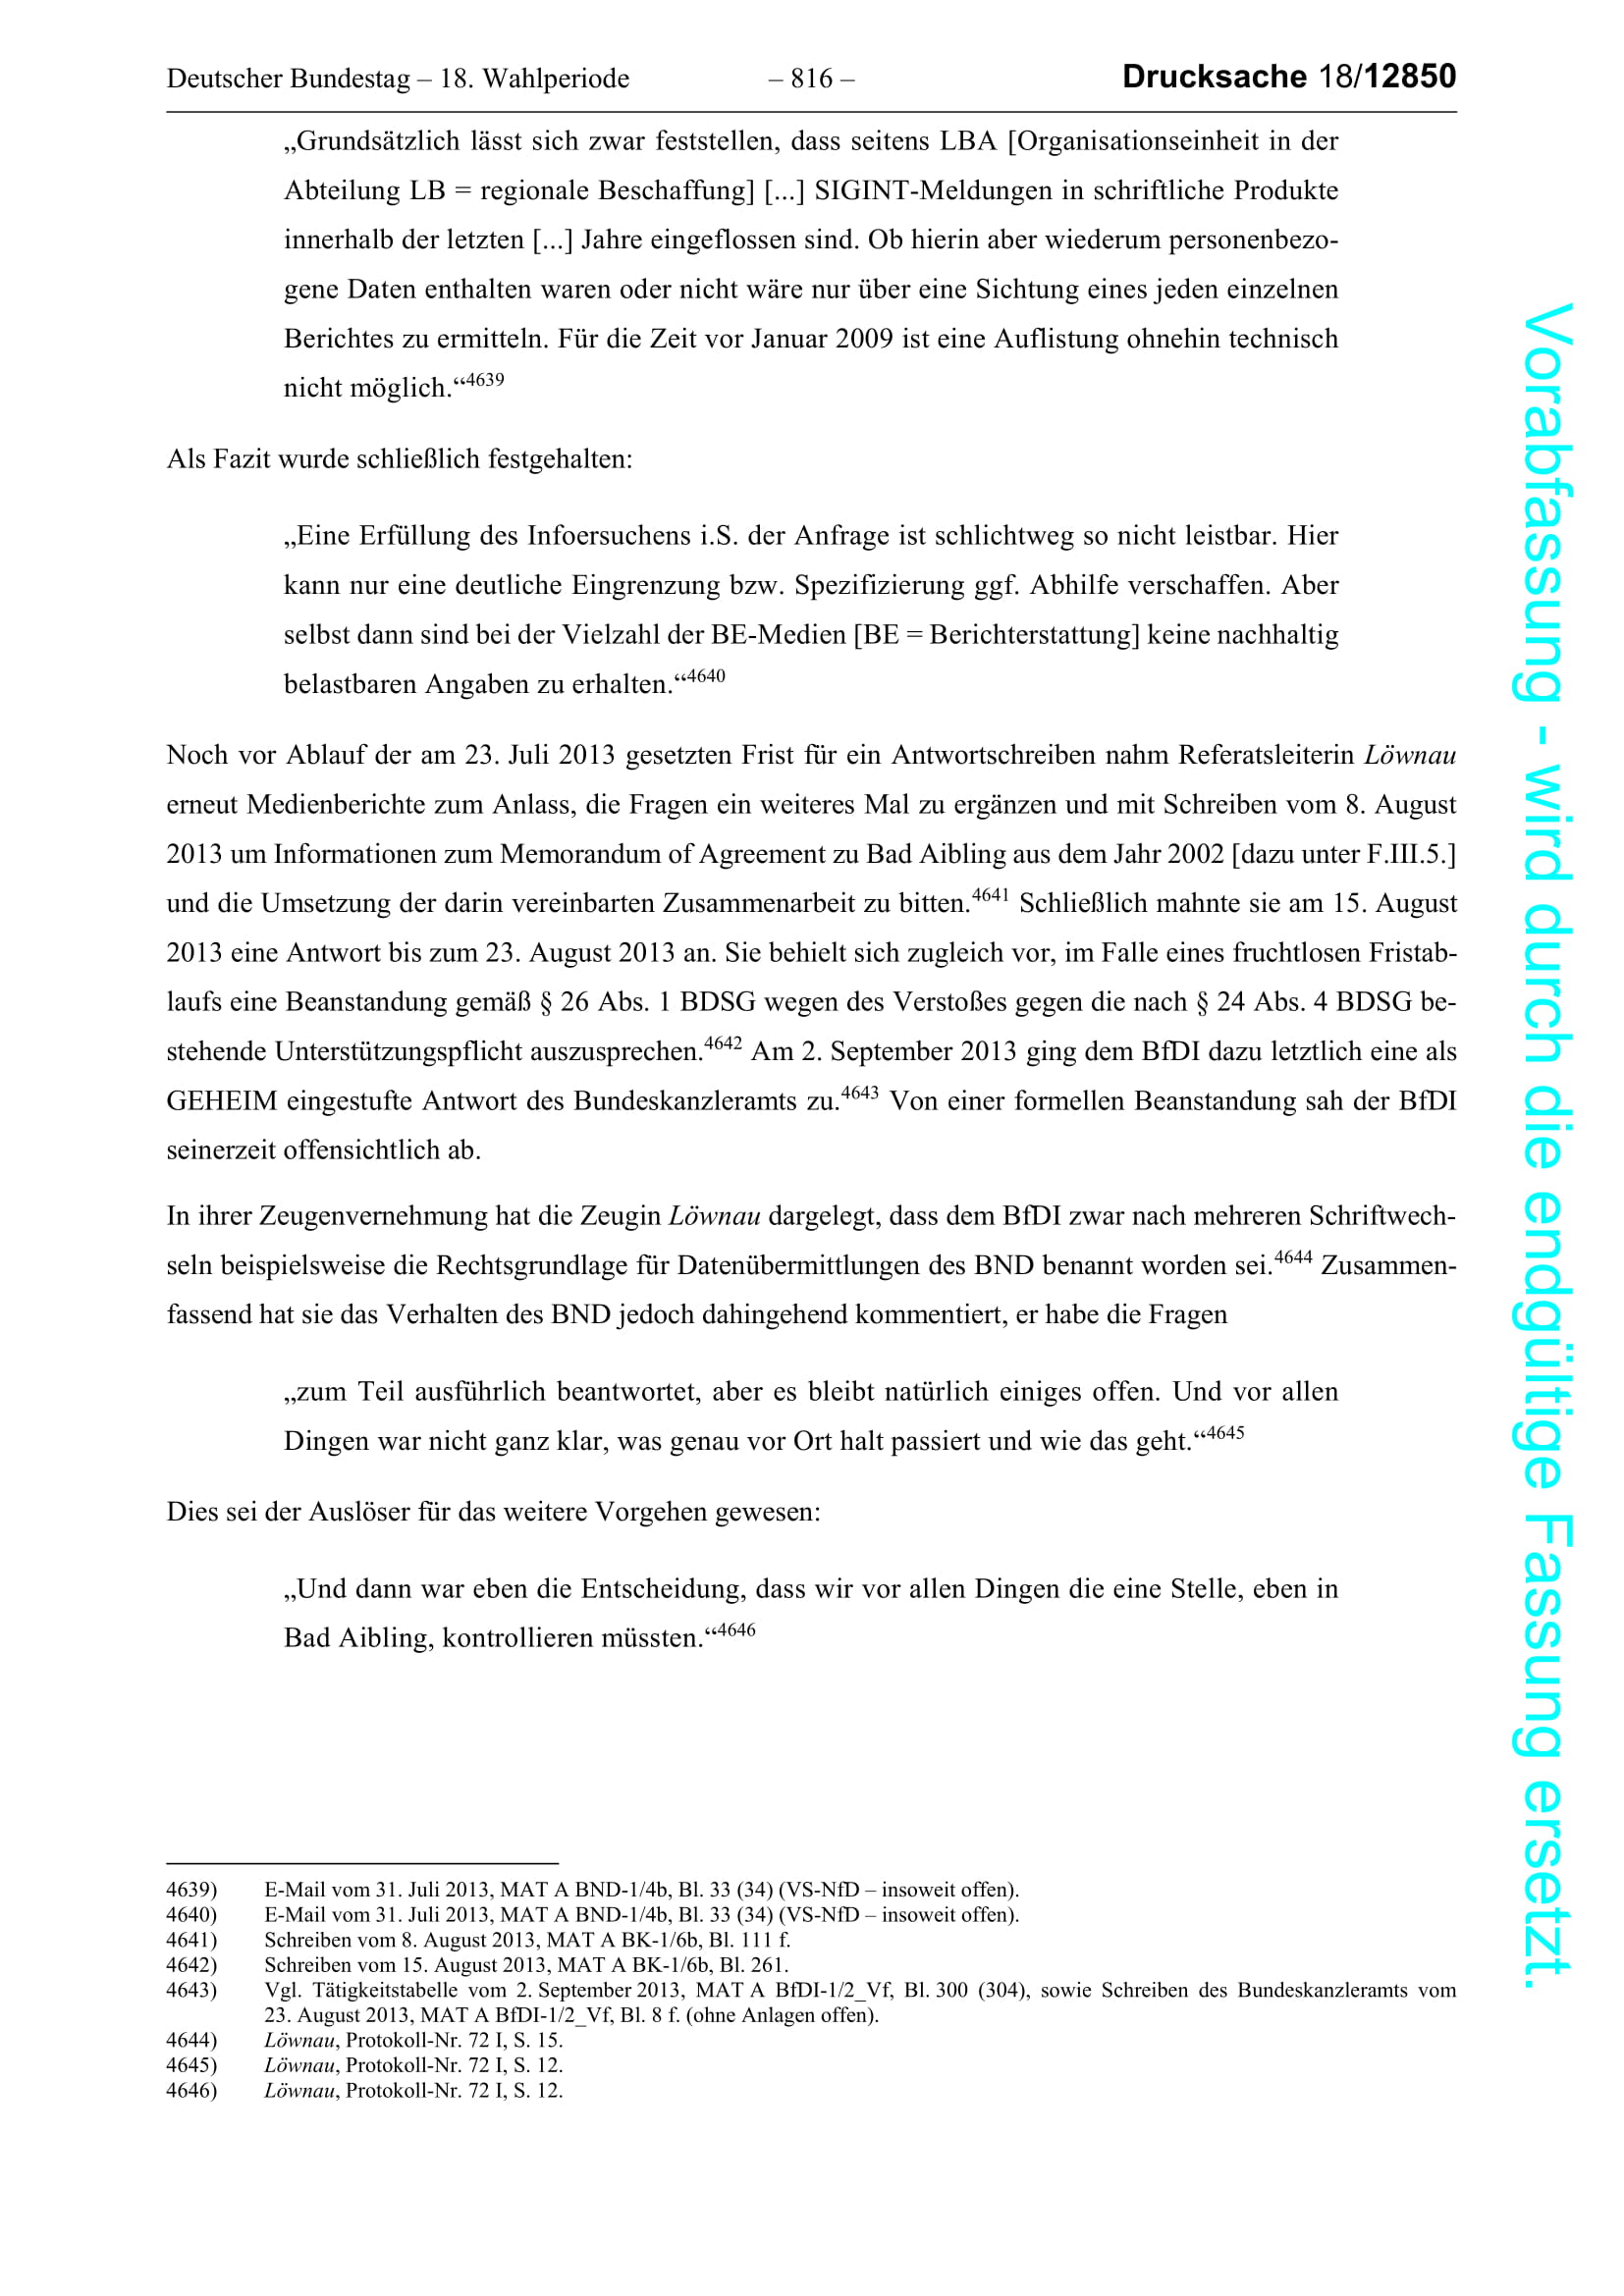 Deutscher Bundestag – 18. Wahlperiode – 816 – Drucksache 18/12850
„Grundsätzlich lässt sich zwar feststellen, dass seitens LBA [Organisationseinheit in der
Abteilung LB = regionale Beschaffung] [...] SIGINT-Meldungen in schriftliche Produkte
innerhalb der letzten [...] Jahre eingeflossen sind. Ob hierin aber wiederum personenbezo-
gene Daten enthalten waren oder nicht wäre nur über eine Sichtung eines jeden einzelnen
Berichtes zu ermitteln. Für die Zeit vor Januar 2009 ist eine Auflistung ohnehin technisch
nicht möglich.“4639
Als Fazit wurde schließlich festgehalten:
„Eine Erfüllung des Infoersuchens i.S. der Anfrage ist schlichtweg so nicht leistbar. Hier
kann nur eine deutliche Eingrenzung bzw. Spezifizierung ggf. Abhilfe verschaffen. Aber
selbst dann sind bei der Vielzahl der BE-Medien [BE = Berichterstattung] keine nachhaltig
belastbaren Angaben zu erhalten.“4640
Noch vor Ablauf der am 23. Juli 2013 gesetzten Frist für ein Antwortschreiben nahm Referatsleiterin Löwnau
erneut Medienberichte zum Anlass, die Fragen ein weiteres Mal zu ergänzen und mit Schreiben vom 8. August
2013 um Informationen zum Memorandum of Agreement zu Bad Aibling aus dem Jahr 2002 [dazu unter F.III.5.]
und die Umsetzung der darin vereinbarten Zusammenarbeit zu bitten.4641 Schließlich mahnte sie am 15. August
2013 eine Antwort bis zum 23. August 2013 an. Sie behielt sich zugleich vor, im Falle eines fruchtlosen Fristab-
laufs eine Beanstandung gemäß § 26 Abs. 1 BDSG wegen des Verstoßes gegen die nach § 24 Abs. 4 BDSG be-
stehende Unterstützungspflicht auszusprechen.4642 Am 2. September 2013 ging dem BfDI dazu letztlich eine als
GEHEIM eingestufte Antwort des Bundeskanzleramts zu.4643 Von einer formellen Beanstandung sah der BfDI
seinerzeit offensichtlich ab.
In ihrer Zeugenvernehmung hat die Zeugin Löwnau dargelegt, dass dem BfDI zwar nach mehreren Schriftwech-
seln beispielsweise die Rechtsgrundlage für Datenübermittlungen des BND benannt worden sei.4644 Zusammen-
fassend hat sie das Verhalten des BND jedoch dahingehend kommentiert, er habe die Fragen
„zum Teil ausführlich beantwortet, aber es bleibt natürlich einiges offen. Und vor allen
Dingen war nicht ganz klar, was genau vor Ort halt passiert und wie das geht.“4645
Dies sei der Auslöser für das weitere Vorgehen gewesen:
„Und dann war eben die Entscheidung, dass wir vor allen Dingen die eine Stelle, eben in
Bad Aibling, kontrollieren müssten.“4646
4639) E-Mail vom 31. Juli 2013, MAT A BND-1/4b, Bl. 33 (34) (VS-NfD – insoweit offen).
4640) E-Mail vom 31. Juli 2013, MAT A BND-1/4b, Bl. 33 (34) (VS-NfD – insoweit offen).
4641) Schreiben vom 8. August 2013, MAT A BK-1/6b, Bl. 111 f.
4642) Schreiben vom 15. August 2013, MAT A BK-1/6b, Bl. 261.
4643) Vgl. Tätigkeitstabelle vom 2. September 2013, MAT A BfDI-1/2_Vf, Bl. 300 (304), sowie Schreiben des Bundeskanzleramts vom
23. August 2013, MAT A BfDI-1/2_Vf, Bl. 8 f. (ohne Anlagen offen).
4644) Löwnau, Protokoll-Nr. 72 I, S. 15.
4645) Löwnau, Protokoll-Nr. 72 I, S. 12.
4646) Löwnau, Protokoll-Nr. 72 I, S. 12.
Vorabfassung - wird durch die endgültige Fassung ersetzt.